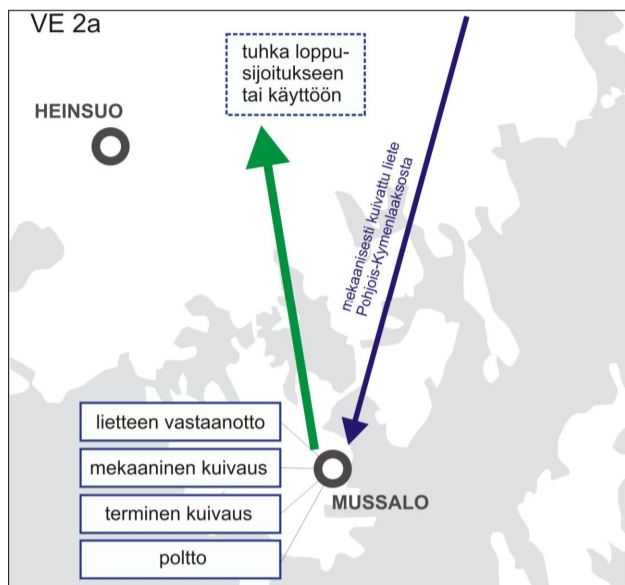 VE 2a
tuhka loppu-
sijoitukseen
tai käyttöön
HEINSUO
mekaanisesti kuivattu liete
Pohjois-Kymenlaaksosta
lietteen vastaanotto
mekaaninen kuivaus
terminen kuivaus
poltto
MUSSALO